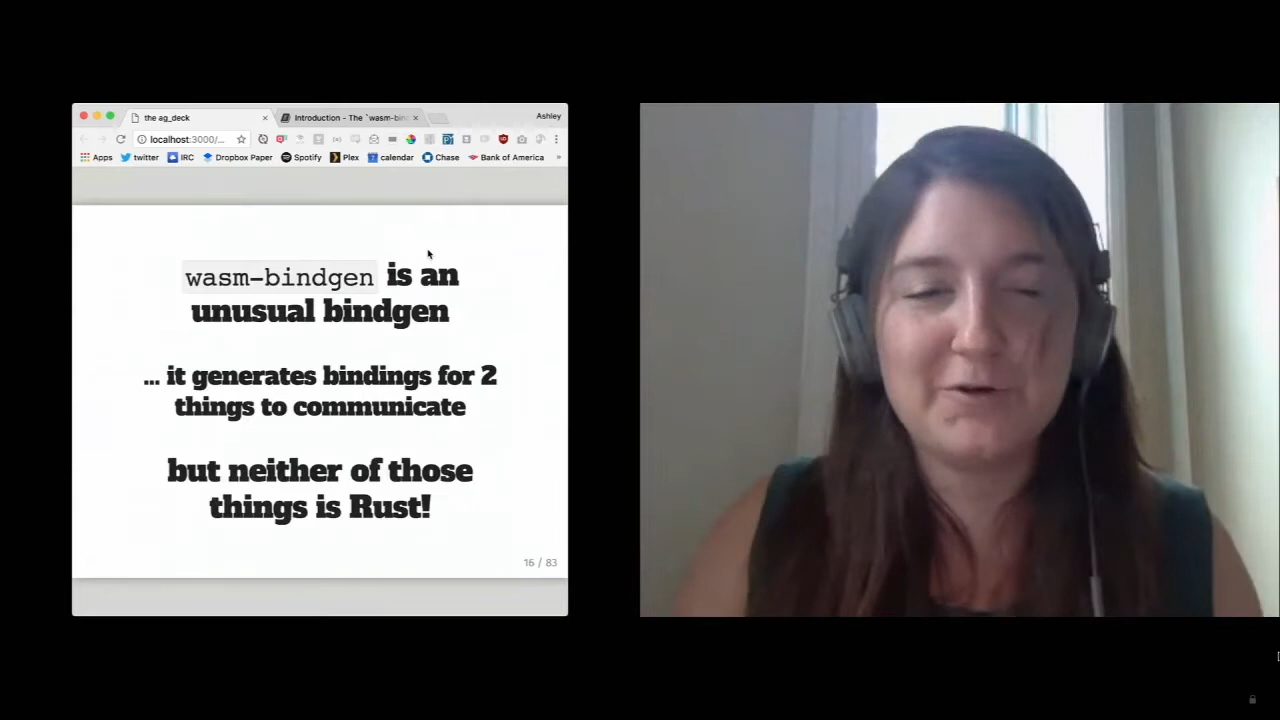 the ag_deck
Introduction - The `wasm-bind
Ashley
localhost:3000/...
Apps twitter IRC Dropbox Paper Spotify Plex calendar Chase Bank of America »
wasm-bindgen is an
unusual bindgen
... it generates bindings for 2
things to communicate
but neither of those
things is Rust!
16 / 83